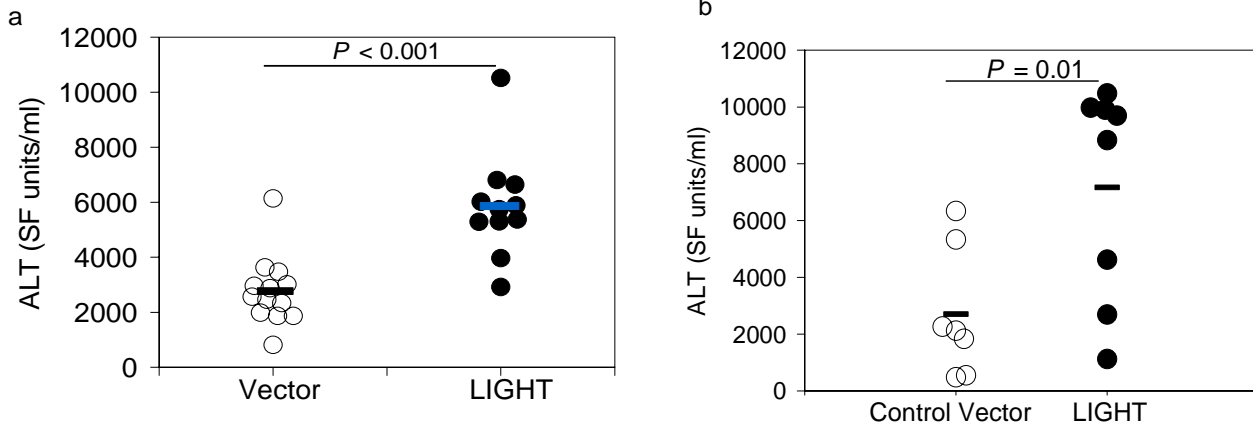 a
ALT (SF units/ml)
12000
10000
8000
6000
4000
2000
0
P < 0.001
Vector
LIGHT
b
ALT (SF units/ml)
12000
10000
8000
6000
4000
2000
0
P = 0.01
Control Vector
LIGHT